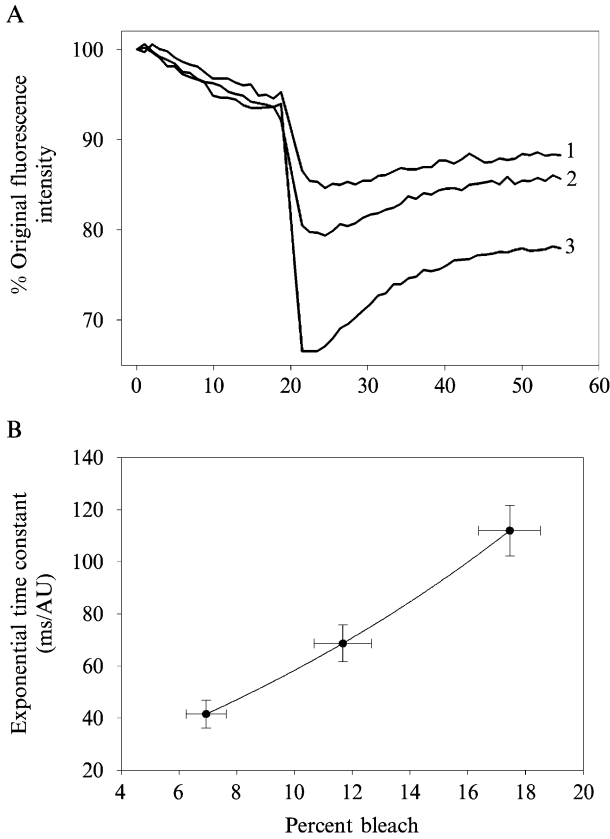 A
% Original fluorescence
intensity
100
90
80
70
1
2
3
0 10 20 30 40 50 60
B
Exponential time constant
(ms/AU)
140
120
100
80
60
40
20
4 6 8 10 12 14 16 18 20
Percent bleach